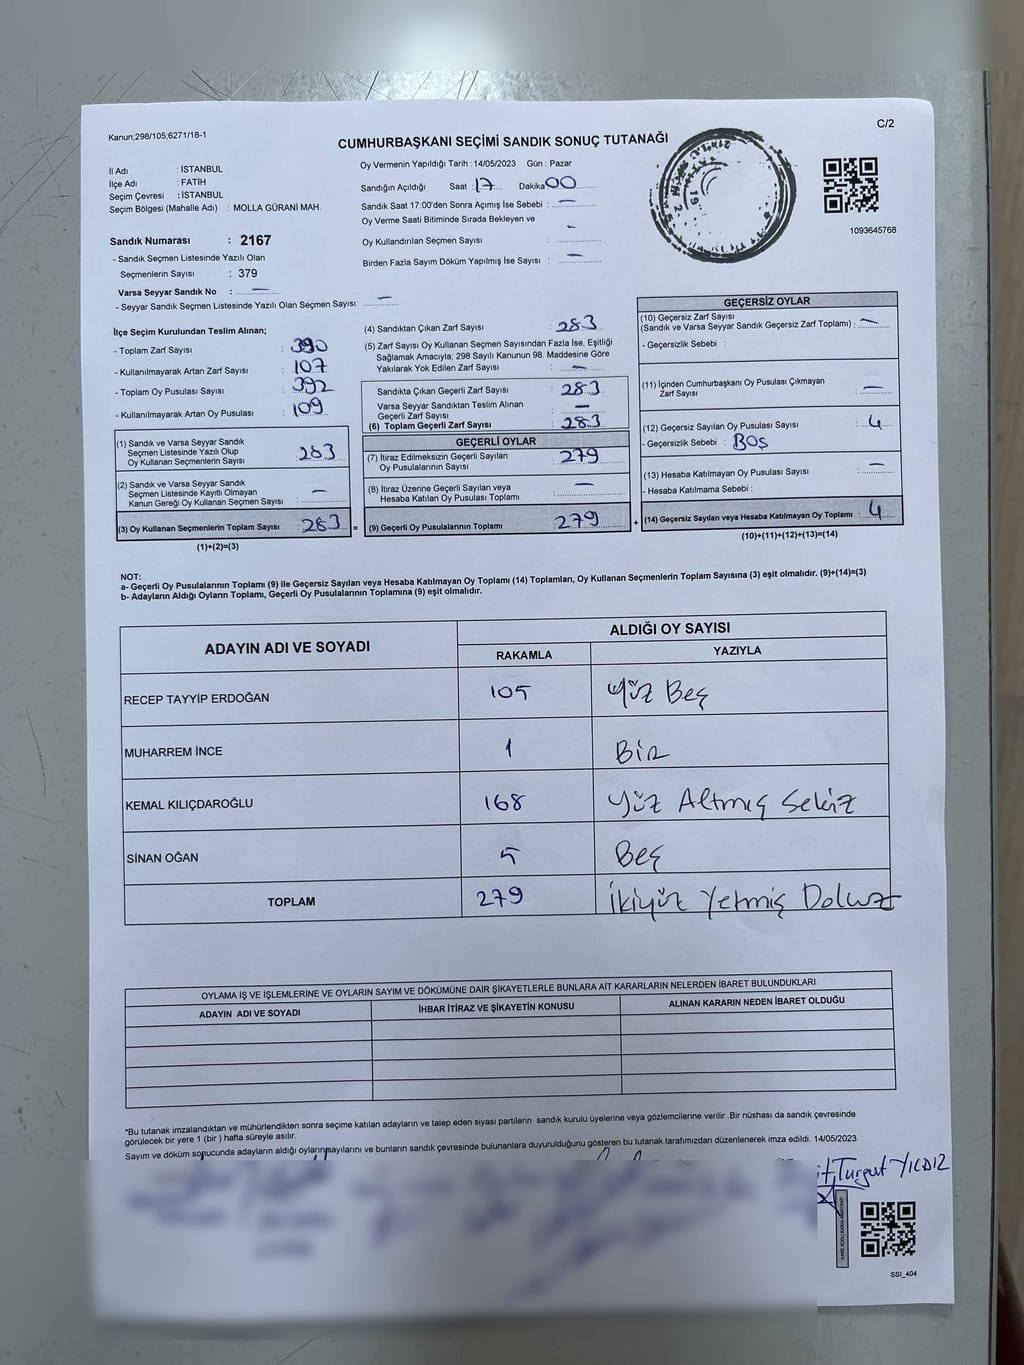 Kanun;298/105;6271/18-1
C/2
CUMHURBAŞKANI SEÇİMİ SANDIK SONUÇ TUTANAĞI
İl Adı : İSTANBUL
İlçe Adı : FATİH
Seçim Çevresi : İSTANBUL
Seçim Bölgesi (Mahalle Adı) : MOLLA GÜRANİ MAH.
Oy Vermenin Yapıldığı Tarih : 14/05/2023 Gün : Pazar
Sandığın Açıldığı Saat : 17 Dakika 00
Sandık Saat 17:00'den Sonra Açımış İse Sebebi : —
Oy Verme Saati Bitiminde Sırada Bekleyen ve
Oy Kullandırılan Seçmen Sayısı : —
Birden Fazla Sayım Döküm Yapılmış İse Sayısı : —
1093645768
Sandık Numarası : 2167
- Sandık Seçmen Listesinde Yazılı Olan
Seçmenlerin Sayısı : 379
Varsa Seyyar Sandık No : —
- Seyyar Sandık Seçmen Listesinde Yazılı Olan Seçmen Sayısı: —
İlçe Seçim Kurulundan Teslim Alınan;
- Toplam Zarf Sayısı : 390
- Kullanılmayarak Artan Zarf Sayısı : 107
- Toplam Oy Pusulası Sayısı : 392
- Kullanılmayarak Artan Oy Pusulası : 109
(1) Sandık ve Varsa Seyyar Sandık
Seçmen Listesinde Yazılı Olup
Oy Kullanan Seçmenlerin Sayısı : 283
(2) Sandık ve Varsa Seyyar Sandık
Seçmen Listesinde Kayıtlı Olmayan
Kanun Gereği Oy Kullanan Seçmen Sayısı : —
(3) Oy Kullanan Seçmenlerin Toplam Sayısı : 283 =
(1)+(2)=(3)
(4) Sandıktan Çıkan Zarf Sayısı : 283
(5) Zarf Sayısı Oy Kullanan Seçmen Sayısından Fazla İse, Eşitliği
Sağlamak Amacıyla; 298 Sayılı Kanunun 98. Maddesine Göre
Yakılarak Yok Edilen Zarf Sayısı : —
Sandıkta Çıkan Geçerli Zarf Sayısı : 283
Varsa Seyyar Sandıktan Teslim Alınan
Geçerli Zarf Sayısı : —
(6) Toplam Geçerli Zarf Sayısı : 283
GEÇERLİ OYLAR
(7) İtiraz Edilmeksizin Geçerli Sayılan
Oy Pusulalarının Sayısı : 279
(8) İtiraz Üzerine Geçerli Sayılan veya
Hesaba Katılan Oy Pusulası Toplamı : —
(9) Geçerli Oy Pusulalarının Toplamı : 279 +
GEÇERSİZ OYLAR
(10) Geçersiz Zarf Sayısı
(Sandık ve Varsa Seyyar Sandık Geçersiz Zarf Toplamı) : —
- Geçersizlik Sebebi :
(11) İçinden Cumhurbaşkanı Oy Pusulası Çıkmayan
Zarf Sayısı : —
(12) Geçersiz Sayılan Oy Pusulası Sayısı : 4
- Geçersizlik Sebebi : BOŞ
(13) Hesaba Katılmayan Oy Pusulası Sayısı : —
- Hesaba Katılmama Sebebi :
(14) Geçersiz Sayılan veya Hesaba Katılmayan Oy Toplamı : 4
(10)+(11)+(12)+(13)=(14)
NOT:
a- Geçerli Oy Pusulalarının Toplamı (9) ile Geçersiz Sayılan veya Hesaba Katılmayan Oy Toplamı (14) Toplamları, Oy Kullanan Seçmenlerin Toplam Sayısına (3) eşit olmalıdır. (9)+(14)=(3)
b- Adayların Aldığı Oyların Toplamı, Geçerli Oy Pusulalarının Toplamına (9) eşit olmalıdır.
ADAYIN ADI VE SOYADI ALDIĞI OY SAYISI
RAKAMLA YAZIYLA
RECEP TAYYİP ERDOĞAN 105 Yüz Beş
MUHARREM İNCE 1 Bir
KEMAL KILIÇDAROĞLU 168 Yüz Altmış Sekiz
SİNAN OĞAN 5 Beş
TOPLAM 279 İkiyüz Yetmiş Dokuz
OYLAMA İŞ VE İŞLEMLERİNE VE OYLARIN SAYIM VE DÖKÜMÜNE DAİR ŞİKAYETLERLE BUNLARA AİT KARARLARIN NELERDEN İBARET BULUNDUKLARI
ADAYIN ADI VE SOYADI İHBAR İTİRAZ VE ŞİKAYETİN KONUSU ALINAN KARARIN NEDEN İBARET OLDUĞU
*Bu tutanak imzalandıktan ve mühürlendikten sonra seçime katılan adayların ve talep eden siyasi partilerin sandık kurulu üyelerine veya gözlemcilerine verilir .Bir nüshası da sandık çevresinde
görülecek bir yere 1 (bir ) hafta süreyle asılır.
Sayım ve döküm sonucunda adayların aldığı oyların sayılarını ve bunların sandık çevresinde bulunanlara duyurulduğunu gösteren bu tutanak tarafımızdan düzenlenerek imza edildi. 14/05/2023
Turgut YILDIZ
SSI_404